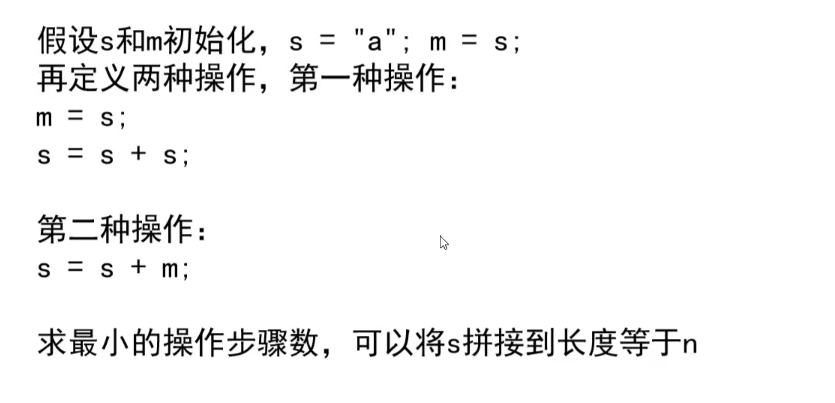 假设s和m初始化，s = "a"; m = s;
再定义两种操作，第一种操作：
m = s;
s = s + s;
第二种操作：
s = s + m;
求最小的操作步骤数，可以将s拼接到长度等于n